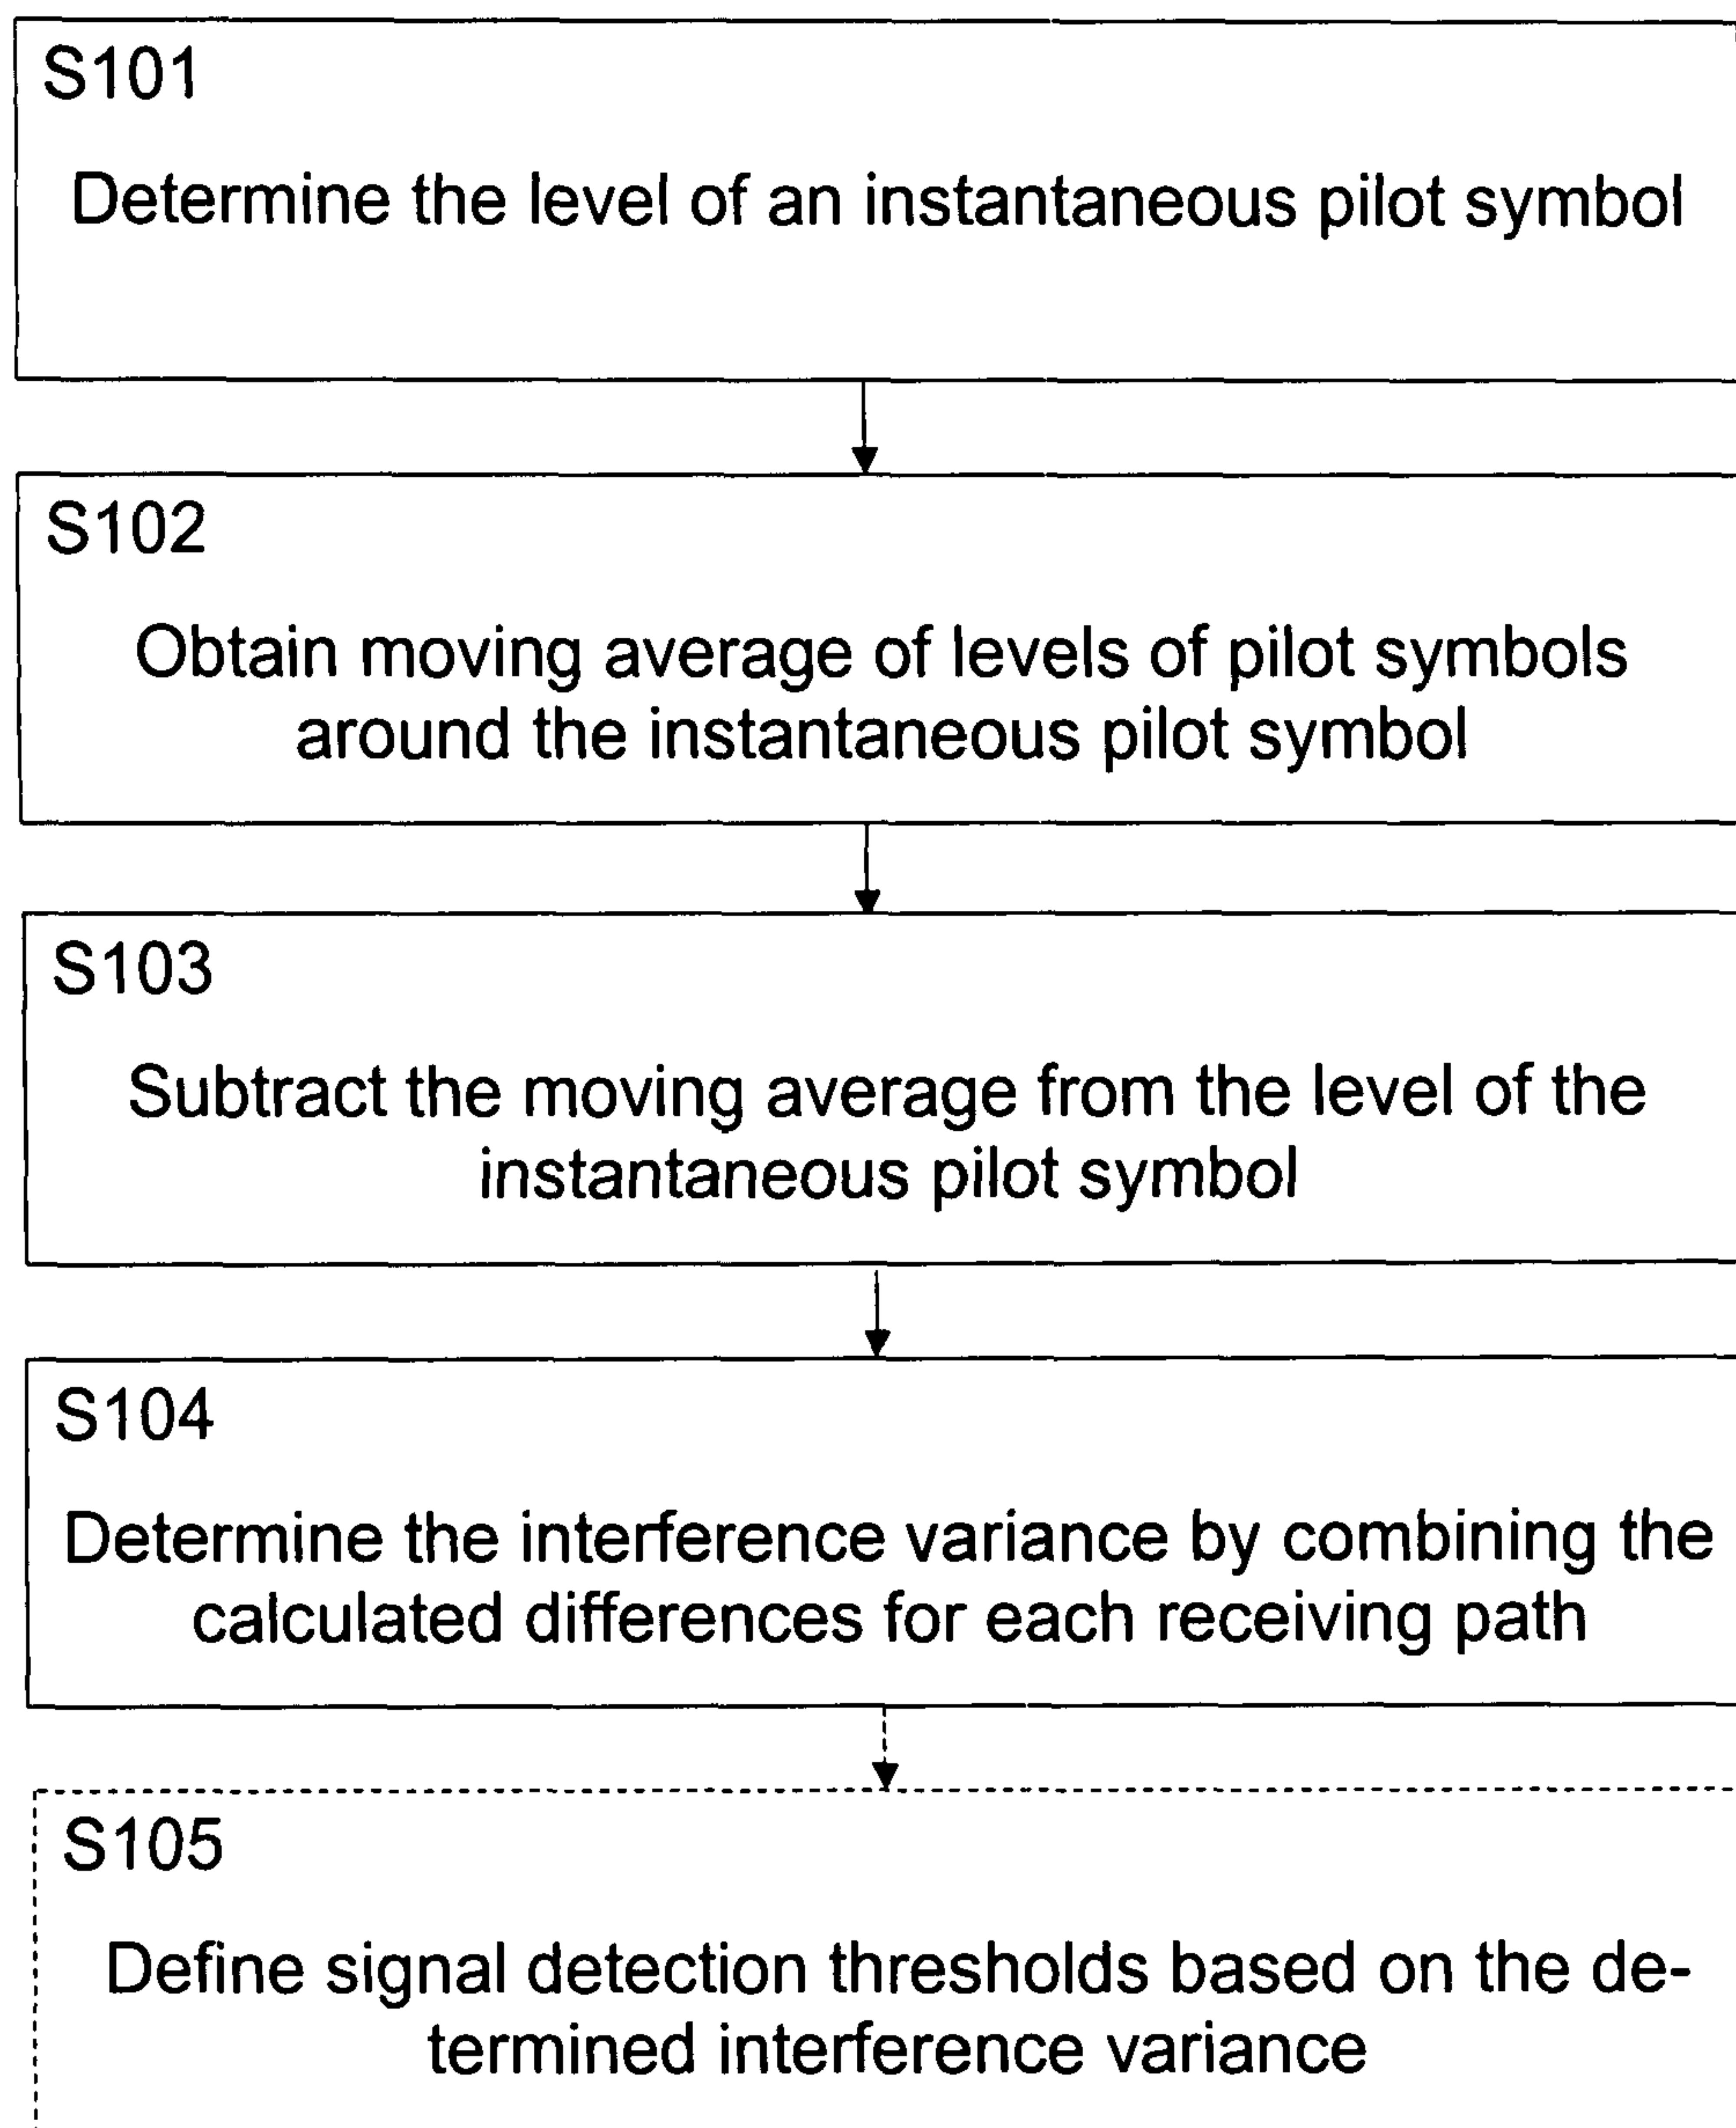 S101
Determine the level of an instantaneous pilot symbol
S102
Obtain moving average of levels of pilot symbols
around the instantaneous pilot symbol
S103
Subtract the moving average from the level of the
instantaneous pilot symbol
S104
Determine the interference variance by combining the
calculated differences for each receiving path
S105
Define signal detection thresholds based on the de-
termined interference variance